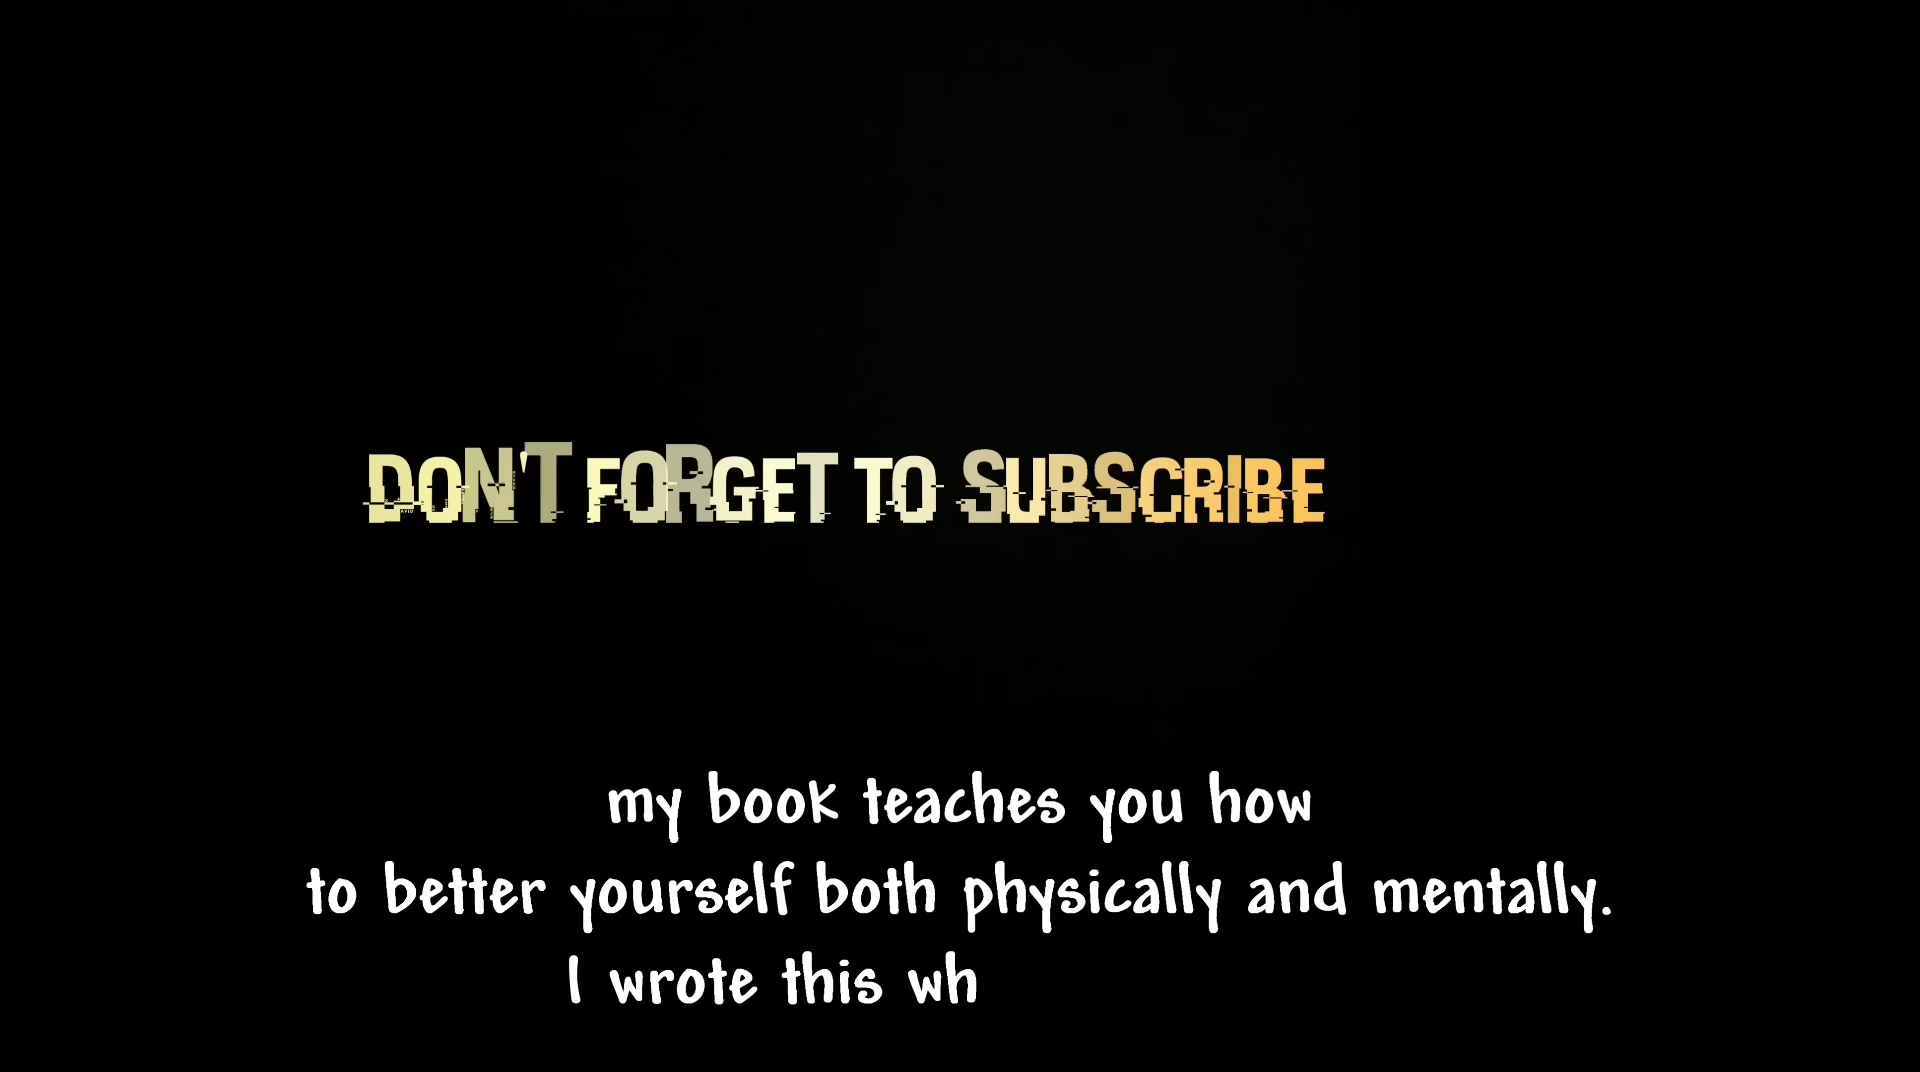 DON'T FORGET TO SUBSCRIBE
my book teaches you how
to better yourself both physically and mentally.
I wrote this wh